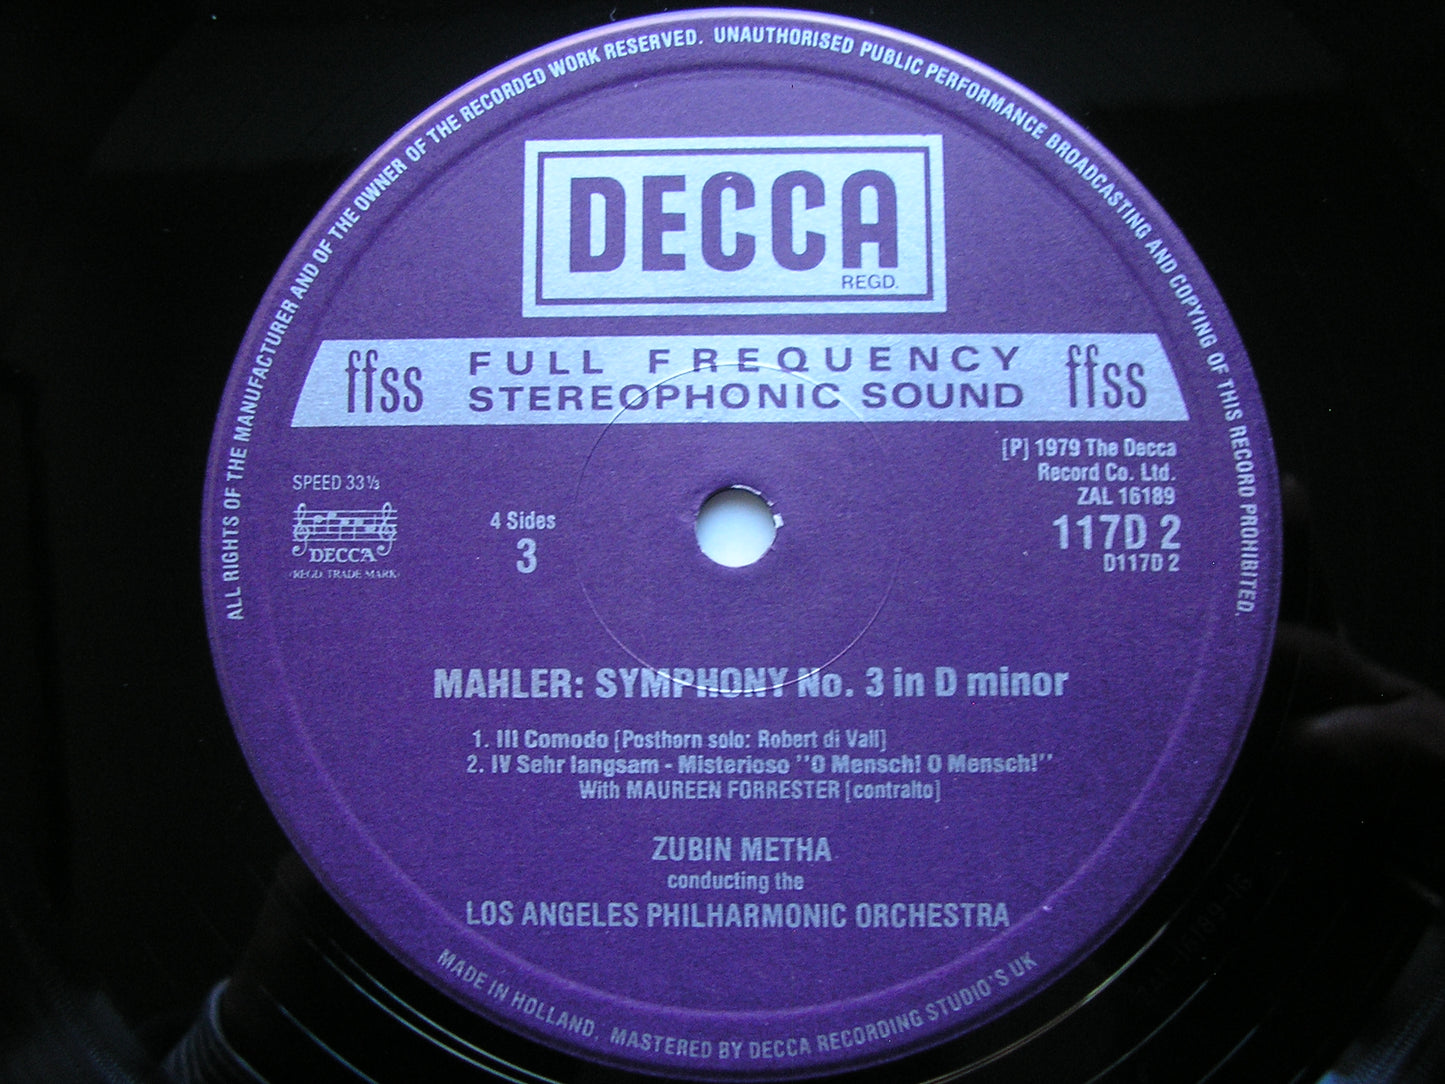 ALL RIGHTS OF THE MANUFACTURER AND OF THE OWNER OF THE RECORDED WORK RESERVED. UNAUTHORISED PUBLIC PERFORMANCE BROADCASTING AND COPYING OF THIS RECORD PROHIBITED.
DECCA
REGD.
ffss FULL FREQUENCY STEREOPHONIC SOUND ffss
[P] 1979 The Decca
Record Co. Ltd.
ZAL 16189
117D 2
D117D 2
SPEED 33⅓
DECCA
(REGD. TRADE MARK)
4 Sides
3
MAHLER: SYMPHONY No. 3 in D minor
1. III Comodo [Posthorn solo: Robert di Vall]
2. IV Sehr langsam - Misterioso "O Mensch! O Mensch!"
With MAUREEN FORRESTER [contralto]
ZUBIN METHA
conducting the
LOS ANGELES PHILHARMONIC ORCHESTRA
MADE IN HOLLAND. MASTERED BY DECCA RECORDING STUDIO'S UK